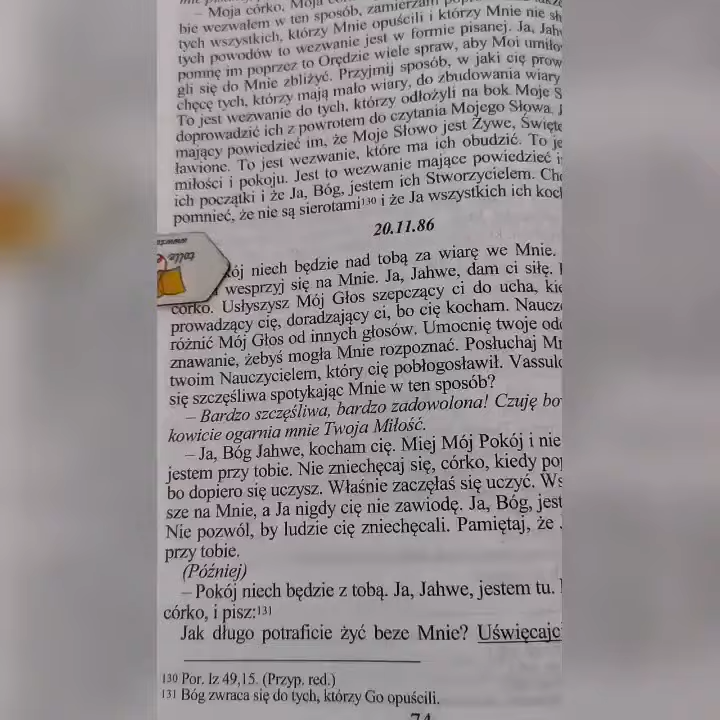 – Moja córko, Moja
bie wezwałem w ten sposób, zamierzam
tych wszystkich, którzy Mnie opuścili i którzy Mnie nie
tych powodów to wezwanie jest w formie pisanej. Ja,
pomnę im poprzez to Orędzie wiele spraw, aby Moi
gli się do Mnie zbliżyć. Przyjmij sposób, w jaki cię
chęcę tych, którzy mają mało wiary, do zbudowania wiary
To jest wezwanie do tych, którzy odłożyli na bok Moje
doprowadzić ich z powrotem do czytania Mojego Słowa.
mający powiedzieć im, że Moje Słowo jest Żywe,
ławione. To jest wezwanie, które ma ich obudzić. To
miłości i pokoju. Jest to wezwanie mające powiedzieć
ich początki i że Ja, Bóg, jestem ich Stworzycielem.
pomnieć, że nie są sierotami130 i że Ja wszystkich ich
20.11.86
niech będzie nad tobą za wiarę we Mnie.
wesprzyj się na Mnie. Ja, Jahwe, dam ci siłę.
córko. Usłyszysz Mój Głos szepczący ci do ucha,
prowadzący cię, doradzający ci, bo cię kocham.
różnić Mój Głos od innych głosów. Umocnię twoje
znawanie, żebyś mogła Mnie rozpoznać. Posłuchaj
twoim Nauczycielem, który cię pobłogosławił.
się szczęśliwa spotykając Mnie w ten sposób?
– Bardzo szczęśliwa, bardzo zadowolona! Czuję
kowicie ogarnia mnie Twoja Miłość.
– Ja, Bóg Jahwe, kocham cię. Miej Mój Pokój i nie
jestem przy tobie. Nie zniechęcaj się, córko, kiedy
bo dopiero się uczysz. Właśnie zaczęłaś się uczyć.
sze na Mnie, a Ja nigdy cię nie zawiodę. Ja, Bóg,
Nie pozwól, by ludzie cię zniechęcali. Pamiętaj, że
przy tobie.
(Później)
– Pokój niech będzie z tobą. Ja, Jahwe, jestem tu.
córko, i pisz:131
Jak długo potraficie żyć beze Mnie?
130 Por. Iz 49,15. (Przyp. red.)
131 Bóg zwraca się do tych, którzy Go opuścili.